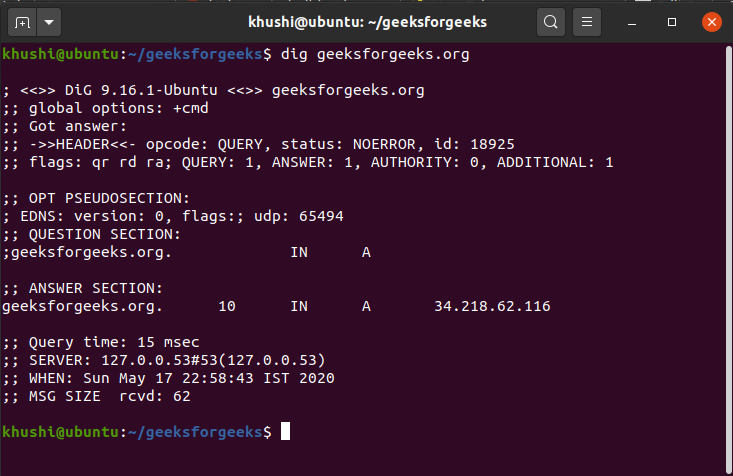 khushi@ubuntu: ~/geeksforgeeks
khushi@ubuntu:~/geeksforgeeks$ dig geeksforgeeks.org
; <<>> DiG 9.16.1-Ubuntu <<>> geeksforgeeks.org
;; global options: +cmd
;; Got answer:
;; ->>HEADER<<- opcode: QUERY, status: NOERROR, id: 18925
;; flags: qr rd ra; QUERY: 1, ANSWER: 1, AUTHORITY: 0, ADDITIONAL: 1
;; OPT PSEUDOSECTION:
; EDNS: version: 0, flags:; udp: 65494
;; QUESTION SECTION:
;geeksforgeeks.org. IN A
;; ANSWER SECTION:
geeksforgeeks.org. 10 IN A 34.218.62.116
;; Query time: 15 msec
;; SERVER: 127.0.0.53#53(127.0.0.53)
;; WHEN: Sun May 17 22:58:43 IST 2020
;; MSG SIZE rcvd: 62
khushi@ubuntu:~/geeksforgeeks$